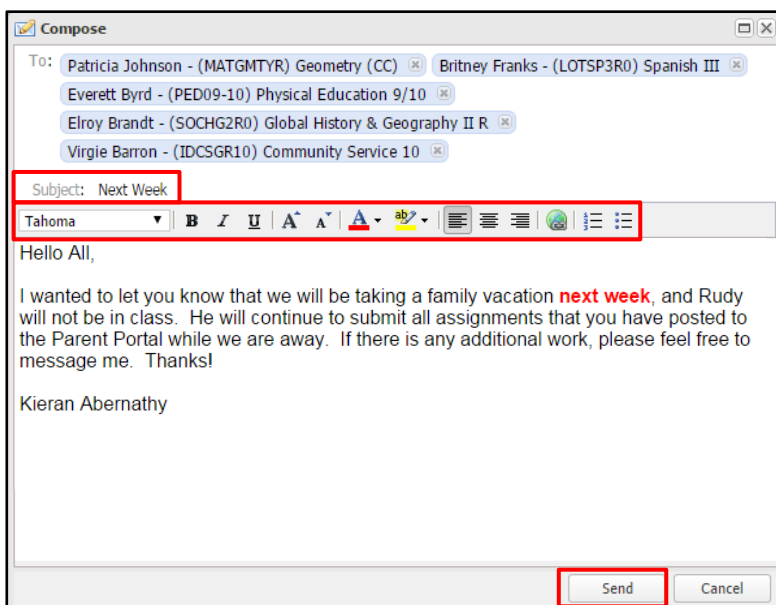 Compose
To: Patricia Johnson - (MATGMTYR) Geometry (CC) Britney Franks - (LOTSP3R0) Spanish III
Everett Byrd - (PED09-10) Physical Education 9/10
Elroy Brandt - (SOCHG2R0) Global History & Geography II R
Virgie Barron - (IDCSGR10) Community Service 10
Subject: Next Week
Tahoma B I U A A A ab
Hello All,
I wanted to let you know that we will be taking a family vacation next week, and Rudy
will not be in class.  He will continue to submit all assignments that you have posted to
the Parent Portal while we are away.  If there is any additional work, please feel free to
message me.  Thanks!
Kieran Abernathy
Send Cancel